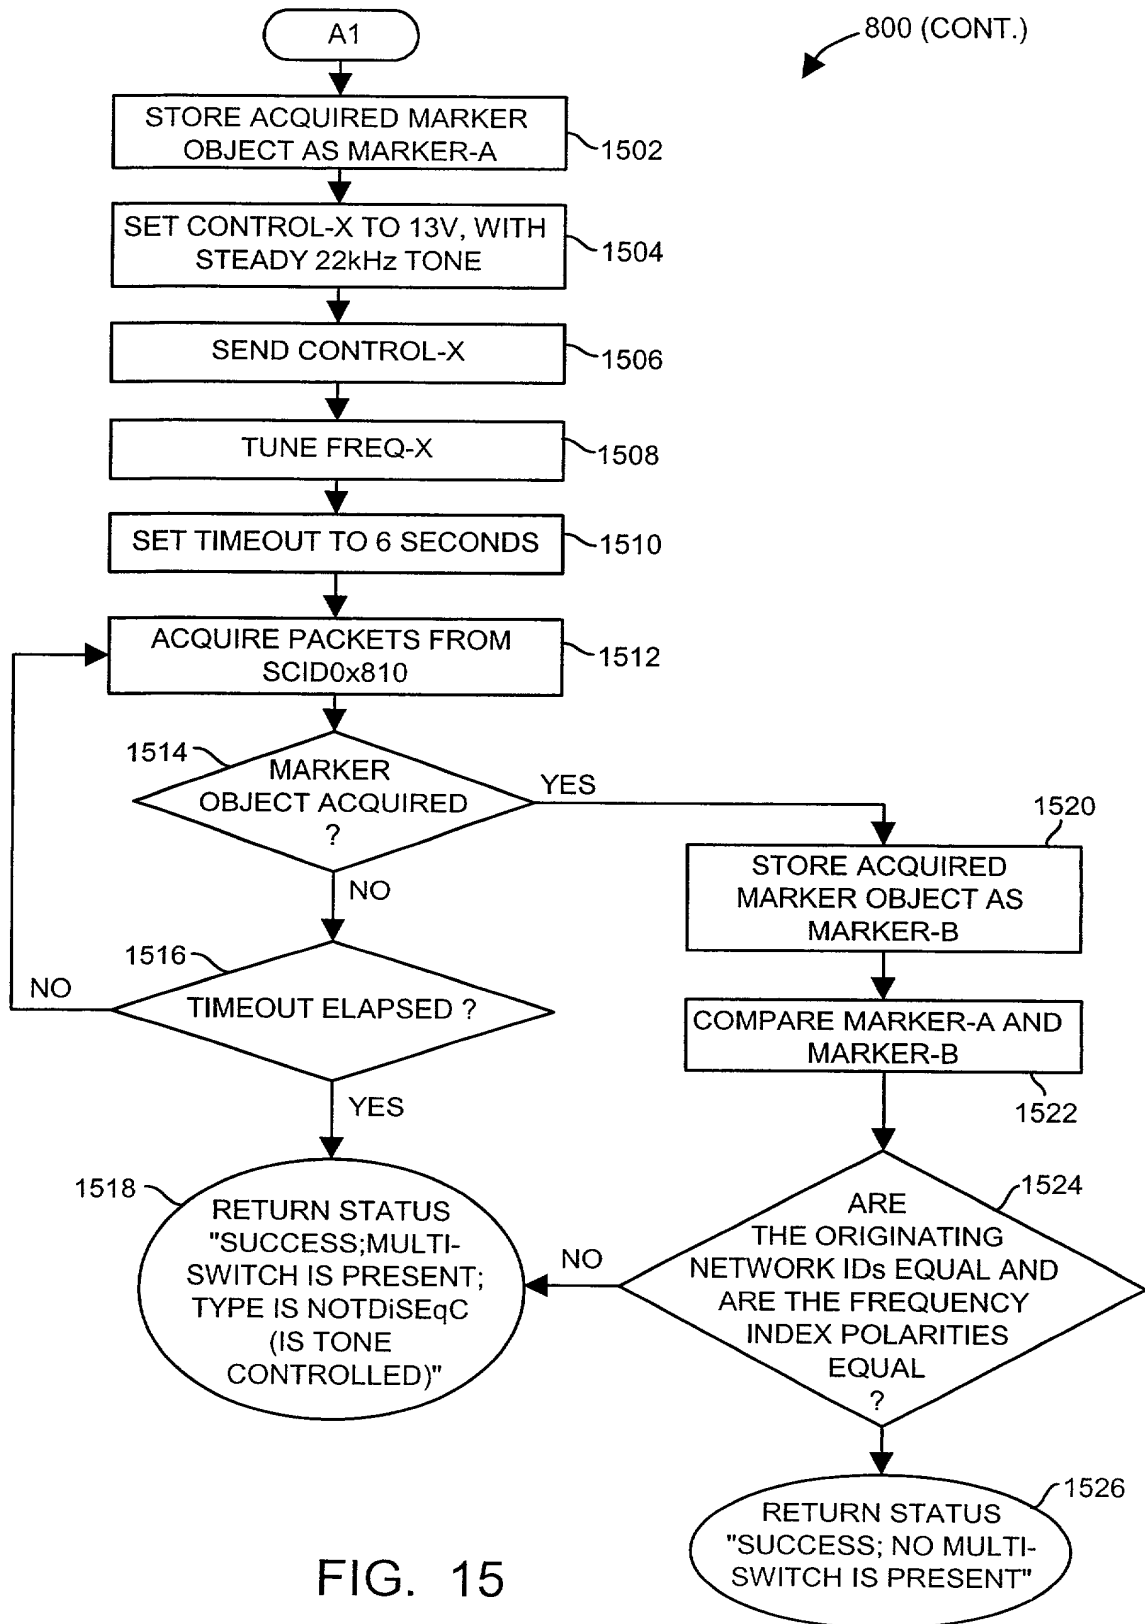 A1
800 (CONT.)
STORE ACQUIRED MARKER
OBJECT AS MARKER-A
1502
SET CONTROL-X TO 13V, WITH
STEADY 22kHz TONE
1504
SEND CONTROL-X
1506
TUNE FREQ-X
1508
SET TIMEOUT TO 6 SECONDS
1510
ACQUIRE PACKETS FROM
SCID0x810
1512
1514
MARKER
OBJECT ACQUIRED
?
YES
NO
1516
TIMEOUT ELAPSED ?
NO
YES
1518
RETURN STATUS
"SUCCESS;MULTI-
SWITCH IS PRESENT;
TYPE IS NOTDiSEqC
(IS TONE
CONTROLLED)"
1520
STORE ACQUIRED
MARKER OBJECT AS
MARKER-B
COMPARE MARKER-A AND
MARKER-B
1522
1524
ARE
THE ORIGINATING
NETWORK IDs EQUAL AND
ARE THE FREQUENCY
INDEX POLARITIES
EQUAL
?
NO
1526
RETURN STATUS
"SUCCESS; NO MULTI-
SWITCH IS PRESENT"
FIG. 15